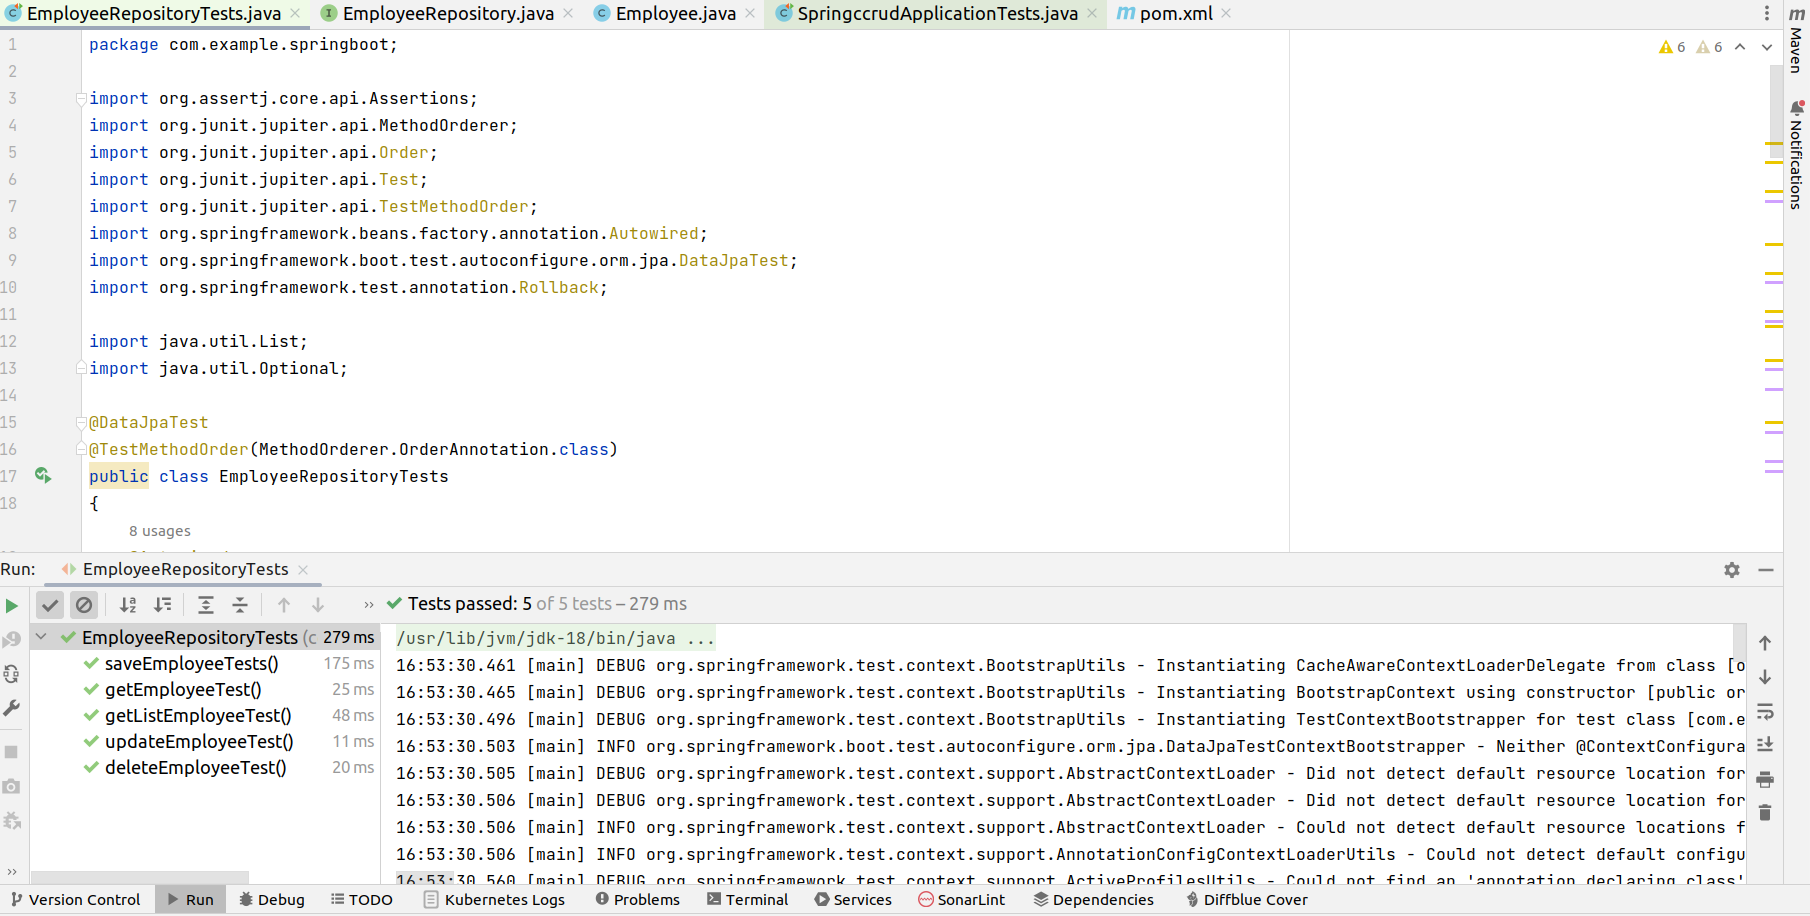 EmployeeRepositoryTests.java EmployeeRepository.java Employee.java SpringccrudApplicationTests.java pom.xml
Maven
Notifications
6 6
1 package com.example.springboot;
2
3 import org.assertj.core.api.Assertions;
4 import org.junit.jupiter.api.MethodOrderer;
5 import org.junit.jupiter.api.Order;
6 import org.junit.jupiter.api.Test;
7 import org.junit.jupiter.api.TestMethodOrder;
8 import org.springframework.beans.factory.annotation.Autowired;
9 import org.springframework.boot.test.autoconfigure.orm.jpa.DataJpaTest;
10 import org.springframework.test.annotation.Rollback;
11
12 import java.util.List;
13 import java.util.Optional;
14
15 @DataJpaTest
16 @TestMethodOrder(MethodOrderer.OrderAnnotation.class)
17 public class EmployeeRepositoryTests
18 {
8 usages
Run: EmployeeRepositoryTests
Tests passed: 5 of 5 tests – 279 ms
EmployeeRepositoryTests (c 279 ms
saveEmployeeTests() 175 ms
getEmployeeTest() 25 ms
getListEmployeeTest() 48 ms
updateEmployeeTest() 11 ms
deleteEmployeeTest() 20 ms
/usr/lib/jvm/jdk-18/bin/java ...
16:53:30.461 [main] DEBUG org.springframework.test.context.BootstrapUtils - Instantiating CacheAwareContextLoaderDelegate from class [o
16:53:30.465 [main] DEBUG org.springframework.test.context.BootstrapUtils - Instantiating BootstrapContext using constructor [public or
16:53:30.496 [main] DEBUG org.springframework.test.context.BootstrapUtils - Instantiating TestContextBootstrapper for test class [com.e
16:53:30.503 [main] INFO org.springframework.boot.test.autoconfigure.orm.jpa.DataJpaTestContextBootstrapper - Neither @ContextConfigura
16:53:30.505 [main] DEBUG org.springframework.test.context.support.AbstractContextLoader - Did not detect default resource location for
16:53:30.506 [main] DEBUG org.springframework.test.context.support.AbstractContextLoader - Did not detect default resource location for
16:53:30.506 [main] INFO org.springframework.test.context.support.AbstractContextLoader - Could not detect default resource locations f
16:53:30.506 [main] INFO org.springframework.test.context.support.AnnotationConfigContextLoaderUtils - Could not detect default configu
16:53:30.560 [main] DEBUG org.springframework.test.context.support.ActiveProfilesUtils - Could not find an 'annotation declaring class'
Version Control Run Debug TODO Kubernetes Logs Problems Terminal Services SonarLint Dependencies Diffblue Cover